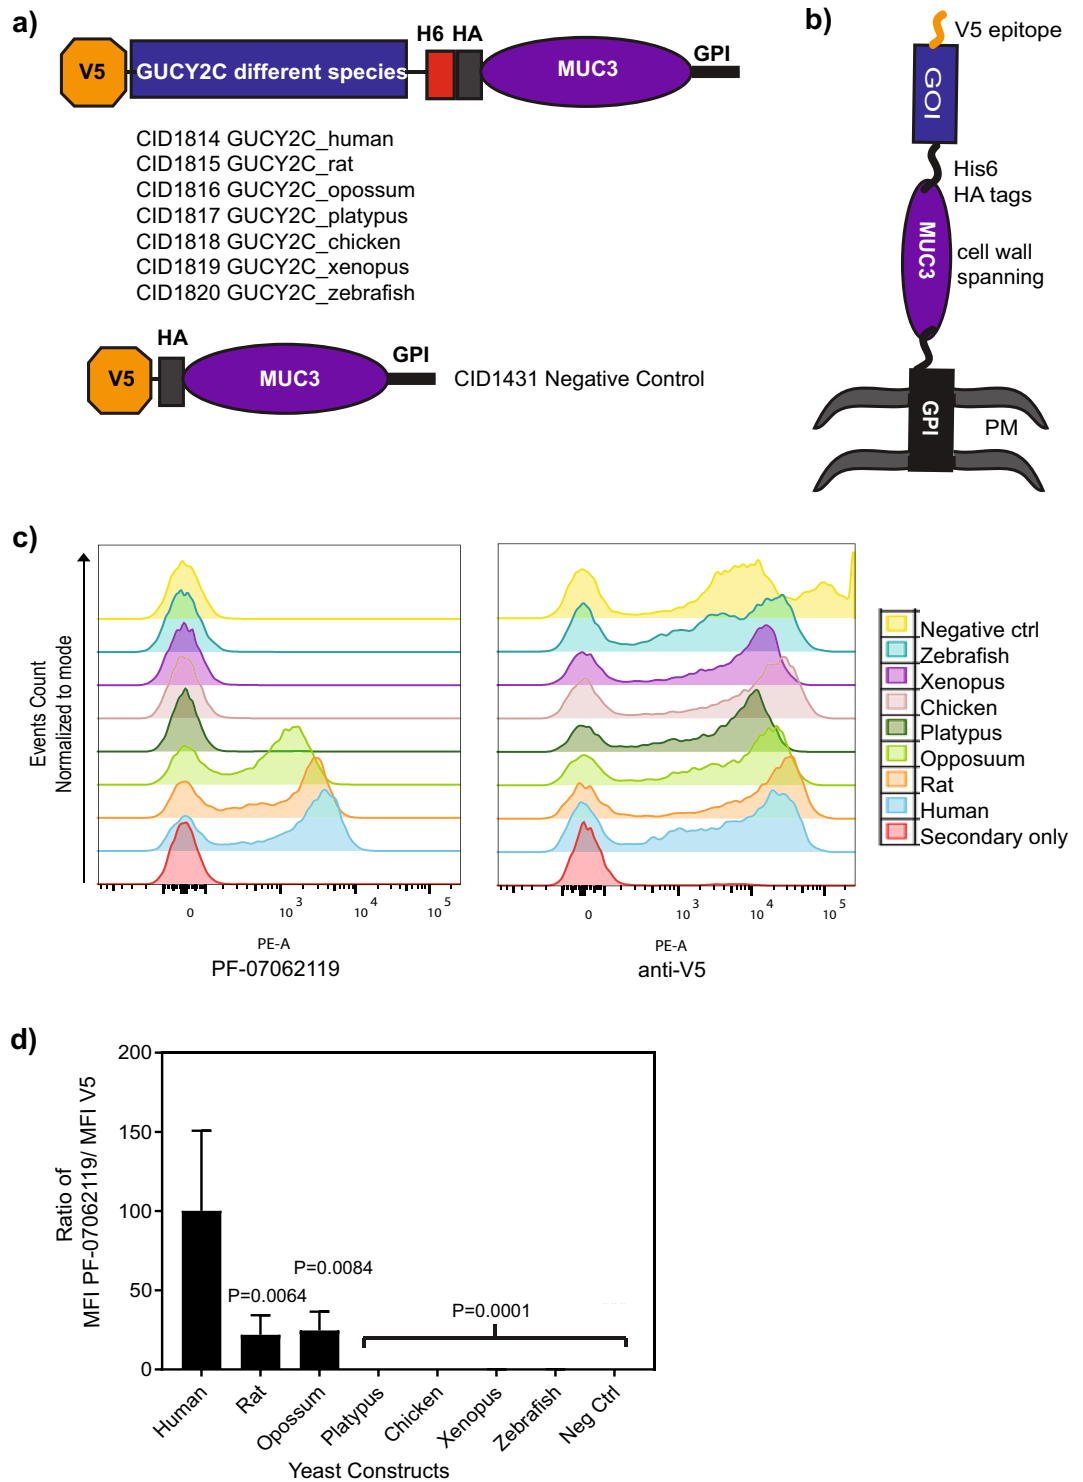 a)
V5
GUCY2C different species
H6 HA
MUC3
GPI
CID1814 GUCY2C_human
CID1815 GUCY2C_rat
CID1816 GUCY2C_opossum
CID1817 GUCY2C_platypus
CID1818 GUCY2C_chicken
CID1819 GUCY2C_xenopus
CID1820 GUCY2C_zebrafish
V5
HA
MUC3
GPI
CID1431 Negative Control
b)
V5 epitope
GOI
His6
HA tags
MUC3
cell wall
spanning
GPI
PM
c)
Events Count
Normalized to mode
0
10 3
10 4
10 5
PE-A
PF-07062119
0
10 3
10 4
10 5
PE-A
anti-V5
Negative ctrl
Zebrafish
Xenopus
Chicken
Platypus
Opposuum
Rat
Human
Secondary only
d)
Ratio of
MFI PF-07062119/ MFI V5
200
150
100
50
0
P=0.0064
P=0.0084
P=0.0001
Human
Rat
Opossum
Platypus
Chicken
Xenopus
Zebrafish
Neg Ctrl
Yeast Constructs